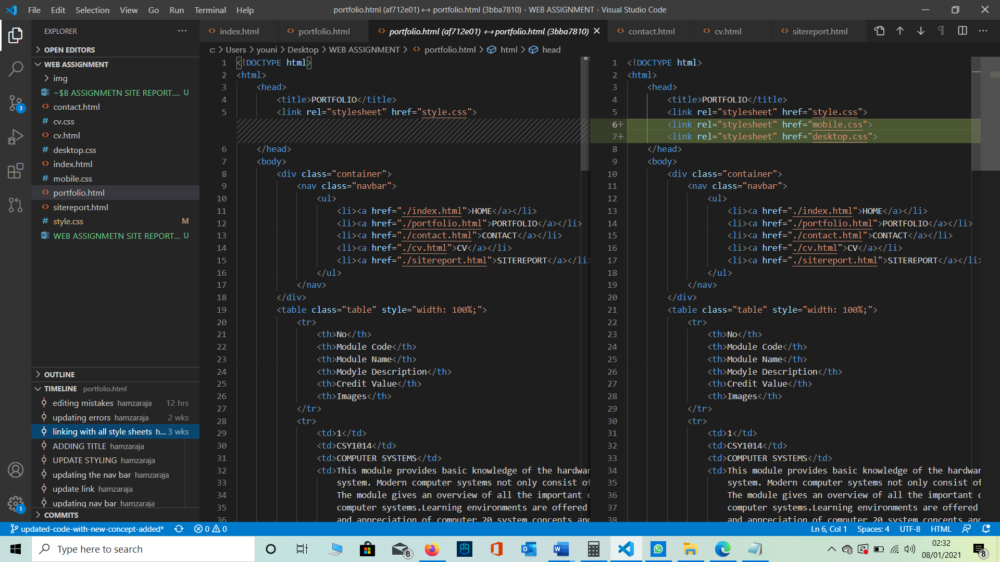 File Edit Selection View Go Run Terminal Help
portfolio.html (af712e01) ↔ portfolio.html (3bba7810) - WEB ASSIGNMENT - Visual Studio Code
EXPLORER
OPEN EDITORS
WEB ASSIGNMENT
img
~$B ASSIGNMETN SITE REPORT.... U
contact.html
cv.css
cv.html
desktop.css
index.html
mobile.css
portfolio.html
sitereport.html
style.css M
WEB ASSIGNMETN SITE REPORT... U
OUTLINE
TIMELINE portfolio.html
editing mistakes hamzaraja 12 hrs
updating errors hamzaraja 2 wks
linking with all style sheets h... 3 wks
ADDING TITLE hamzaraja
UPDATE STYLING hamzaraja
updating the nav bar hamzaraja
update link hamzaraja
updating nav bar hamzaraja
COMMITS
3
1
index.html portfolio.html portfolio.html (af712e01) ↔ portfolio.html (3bba7810) contact.html cv.html sitereport.html
c: > Users > youni > Desktop > WEB ASSIGNMENT > portfolio.html > html > head
1 <!DOCTYPE html>
2 <html>
3 <head>
4 <title>PORTFOLIO</title>
5 <link rel="stylesheet" href="style.css">
6 </head>
7 <body>
8 <div class="container">
9 <nav class="navbar">
10 <ul>
11 <li><a href="./index.html">HOME</a></li>
12 <li><a href="./portfolio.html">PORTFOLIO</a></li>
13 <li><a href="./contact.html">CONTACT</a></li>
14 <li><a href="./cv.html">CV</a></li>
15 <li><a href="./sitereport.html">SITEREPORT</a></li>
16 </ul>
17 </nav>
18 </div>
19 <table class="table" style="width: 100%;">
20 <tr>
21 <th>No</th>
22 <th>Module Code</th>
23 <th>Module Name</th>
24 <th>Modyle Description</th>
25 <th>Credit Value</th>
26 <th>Images</th>
27 </tr>
28 <tr>
29 <td>1</td>
30 <td>CSY1014</td>
31 <td>COMPUTER SYSTEMS</td>
32 <td>This module provides basic knowledge of the hardwar
33 system. Modern computer systems not only consist of
34 The module gives an overview of all the important c
35 computer systems.Learning environments are offered
36 and appreciation of computer 20 system concepts and
1 <!DOCTYPE html>
2 <html>
3 <head>
4 <title>PORTFOLIO</title>
5 <link rel="stylesheet" href="style.css">
6+ <link rel="stylesheet" href="mobile.css">
7+ <link rel="stylesheet" href="desktop.css">
8 </head>
9 <body>
10 <div class="container">
11 <nav class="navbar">
12 <ul>
13 <li><a href="./index.html">HOME</a></li>
14 <li><a href="./portfolio.html">PORTFOLIO</a></li>
15 <li><a href="./contact.html">CONTACT</a></li>
16 <li><a href="./cv.html">CV</a></li>
17 <li><a href="./sitereport.html">SITEREPORT</a></li>
18 </ul>
19 </nav>
20 </div>
21 <table class="table" style="width: 100%;">
22 <tr>
23 <th>No</th>
24 <th>Module Code</th>
25 <th>Module Name</th>
26 <th>Modyle Description</th>
27 <th>Credit Value</th>
28 <th>Images</th>
29 </tr>
30 <tr>
31 <td>1</td>
32 <td>CSY1014</td>
33 <td>COMPUTER SYSTEMS</td>
34 <td>This module provides basic knowledge of the hardwar
35 system. Modern computer systems not only consist of
36 The module gives an overview of all the important c
37 computer systems.Learning environments are offered
38 and appreciation of computer 20 system concepts and
updated-code-with-new-concept-added* 0 0 Ln 6, Col 1 Spaces: 4 UTF-8 HTML
Type here to search
8
02:32
08/01/2021
8